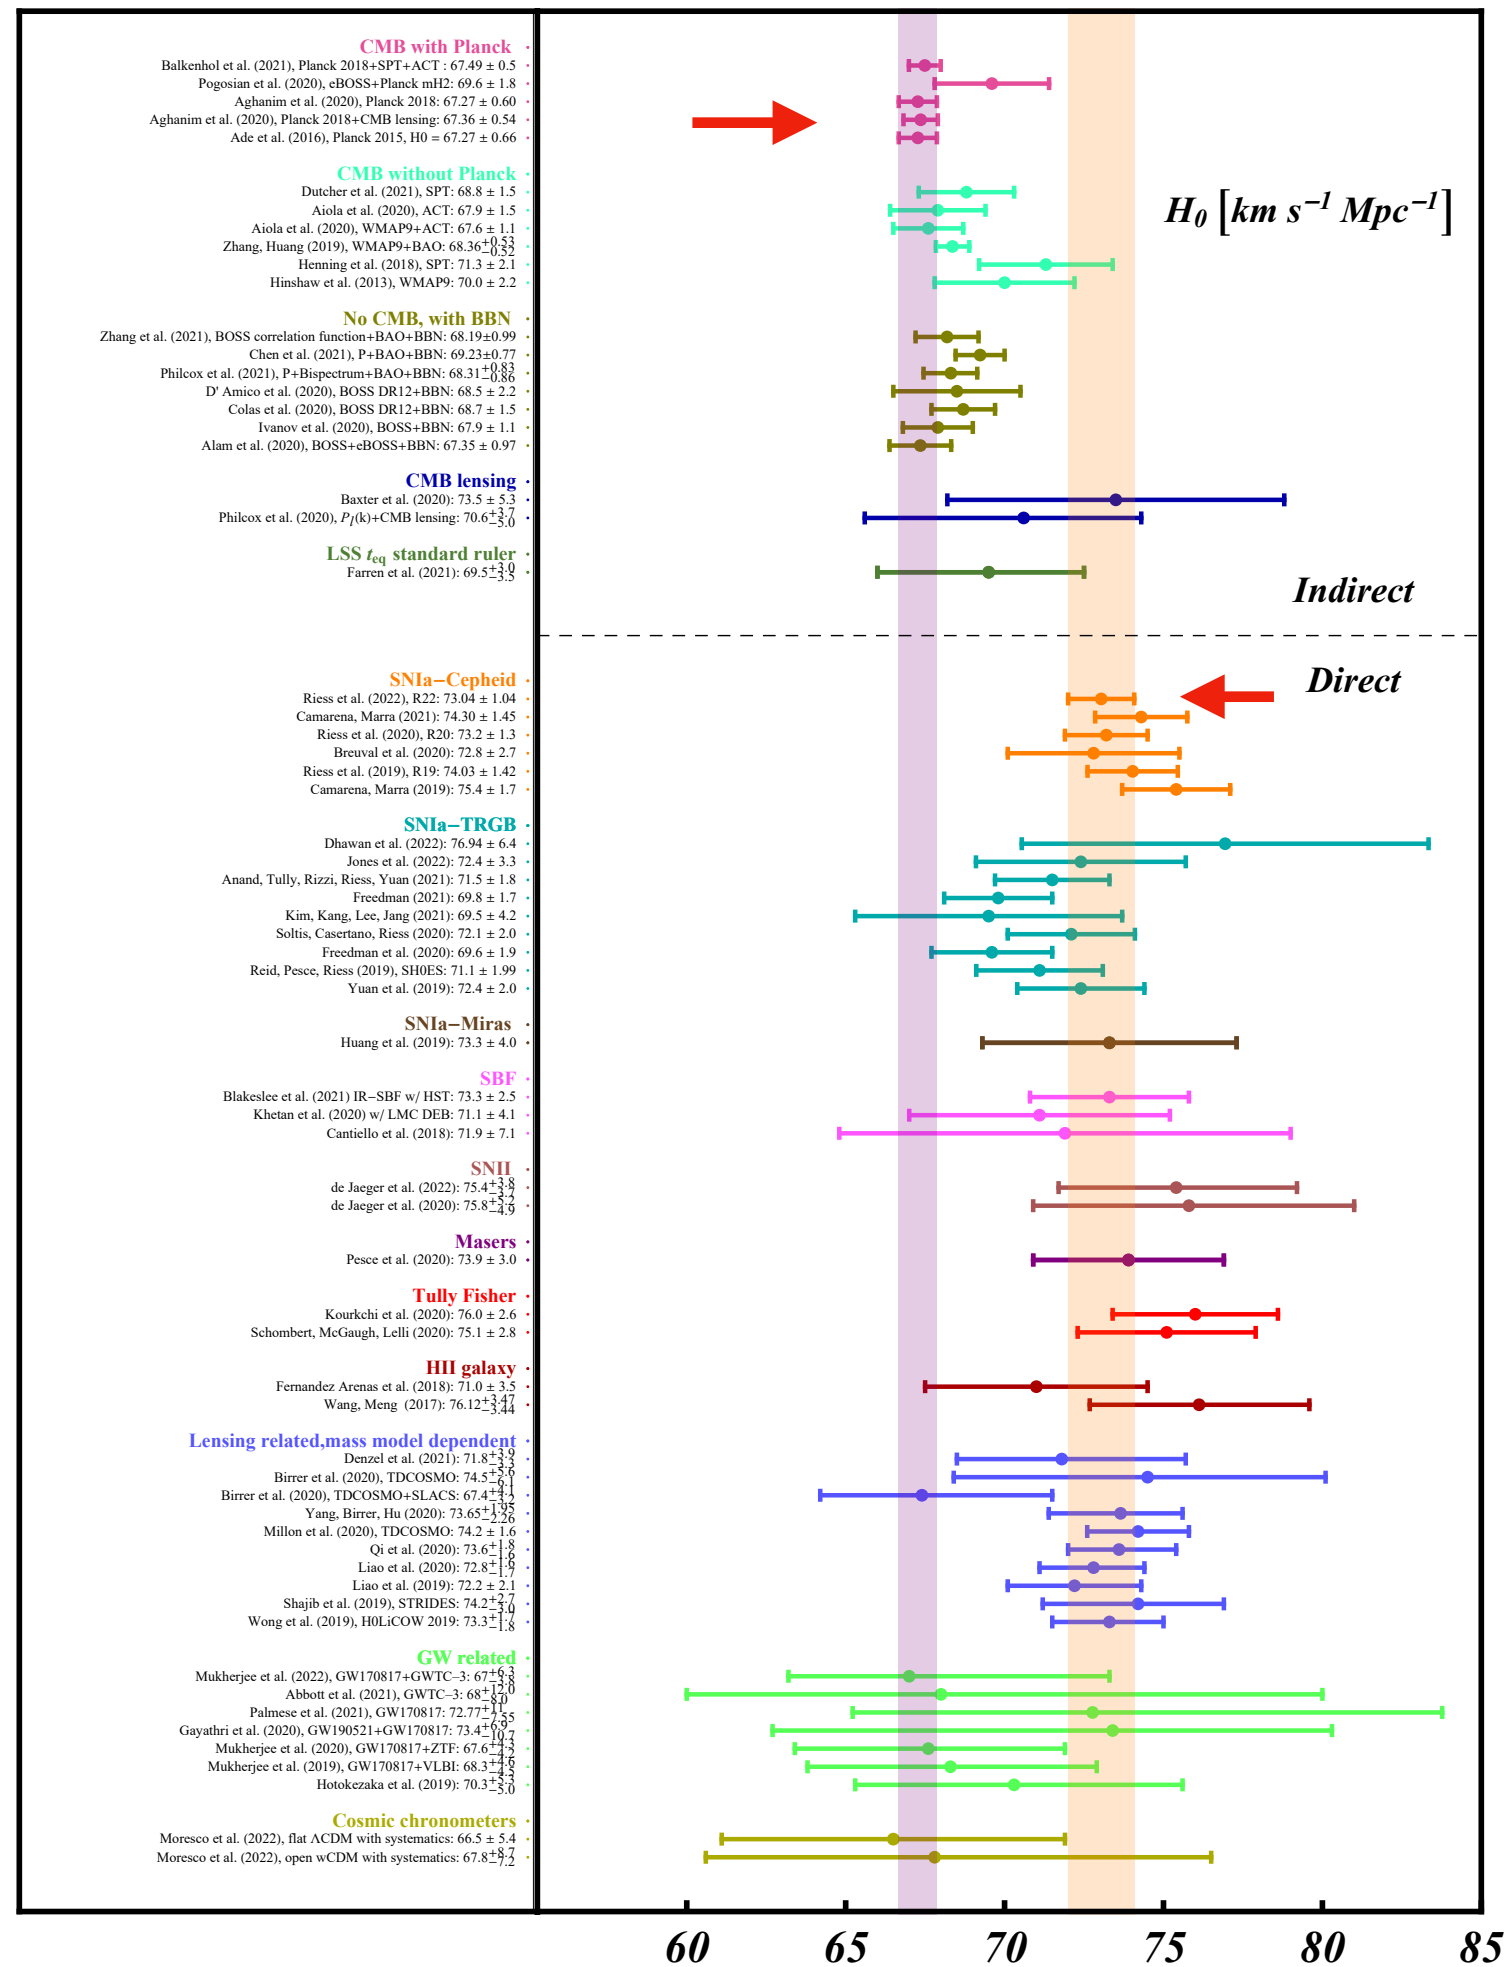 CMB with Planck
Balkenhol et al. (2021), Planck 2018+SPT+ACT : 67.49 ± 0.5
Pogosian et al. (2020), eBOSS+Planck mH2: 69.6 ± 1.8
Aghanim et al. (2020), Planck 2018: 67.27 ± 0.60
Aghanim et al. (2020), Planck 2018+CMB lensing: 67.36 ± 0.54
Ade et al. (2016), Planck 2015, H0 = 67.27 ± 0.66
CMB without Planck
Dutcher et al. (2021), SPT: 68.8 ± 1.5
Aiola et al. (2020), ACT: 67.9 ± 1.5
Aiola et al. (2020), WMAP9+ACT: 67.6 ± 1.1
Zhang, Huang (2019), WMAP9+BAO: 68.36+0.53−0.52
Henning et al. (2018), SPT: 71.3 ± 2.1
Hinshaw et al. (2013), WMAP9: 70.0 ± 2.2
H0 [km s−1 Mpc−1]
No CMB, with BBN
Zhang et al. (2021), BOSS correlation function+BAO+BBN: 68.19±0.99
Chen et al. (2021), P+BAO+BBN: 69.23±0.77
Philcox et al. (2021), P+Bispectrum+BAO+BBN: 68.31+0.83−0.86
D' Amico et al. (2020), BOSS DR12+BBN: 68.5 ± 2.2
Colas et al. (2020), BOSS DR12+BBN: 68.7 ± 1.5
Ivanov et al. (2020), BOSS+BBN: 67.9 ± 1.1
Alam et al. (2020), BOSS+eBOSS+BBN: 67.35 ± 0.97
CMB lensing
Baxter et al. (2020): 73.5 ± 5.3
Philcox et al. (2020), Pl(k)+CMB lensing: 70.6+3.7−5.0
LSS teq standard ruler
Farren et al. (2021): 69.5+3.0−3.5
Indirect
Direct
SNIa−Cepheid
Riess et al. (2022), R22: 73.04 ± 1.04
Camarena, Marra (2021): 74.30 ± 1.45
Riess et al. (2020), R20: 73.2 ± 1.3
Breuval et al. (2020): 72.8 ± 2.7
Riess et al. (2019), R19: 74.03 ± 1.42
Camarena, Marra (2019): 75.4 ± 1.7
SNIa−TRGB
Dhawan et al. (2022): 76.94 ± 6.4
Jones et al. (2022): 72.4 ± 3.3
Anand, Tully, Rizzi, Riess, Yuan (2021): 71.5 ± 1.8
Freedman (2021): 69.8 ± 1.7
Kim, Kang, Lee, Jang (2021): 69.5 ± 4.2
Soltis, Casertano, Riess (2020): 72.1 ± 2.0
Freedman et al. (2020): 69.6 ± 1.9
Reid, Pesce, Riess (2019), SH0ES: 71.1 ± 1.99
Yuan et al. (2019): 72.4 ± 2.0
SNIa−Miras
Huang et al. (2019): 73.3 ± 4.0
SBF
Blakeslee et al. (2021) IR−SBF w/ HST: 73.3 ± 2.5
Khetan et al. (2020) w/ LMC DEB: 71.1 ± 4.1
Cantiello et al. (2018): 71.9 ± 7.1
SNII
de Jaeger et al. (2022): 75.4+3.8−3.7
de Jaeger et al. (2020): 75.8+5.2−4.9
Masers
Pesce et al. (2020): 73.9 ± 3.0
Tully Fisher
Kourkchi et al. (2020): 76.0 ± 2.6
Schombert, McGaugh, Lelli (2020): 75.1 ± 2.8
HII galaxy
Fernandez Arenas et al. (2018): 71.0 ± 3.5
Wang, Meng (2017): 76.12+3.47−3.44
Lensing related,mass model dependent
Denzel et al. (2021): 71.8+3.9−3.3
Birrer et al. (2020), TDCOSMO: 74.5+5.6−6.1
Birrer et al. (2020), TDCOSMO+SLACS: 67.4+4.1−3.2
Yang, Birrer, Hu (2020): 73.65+1.95−2.26
Millon et al. (2020), TDCOSMO: 74.2 ± 1.6
Qi et al. (2020): 73.6+1.8−1.6
Liao et al. (2020): 72.8+1.6−1.7
Liao et al. (2019): 72.2 ± 2.1
Shajib et al. (2019), STRIDES: 74.2+2.7−3.0
Wong et al. (2019), H0LiCOW 2019: 73.3+1.7−1.8
GW related
Mukherjee et al. (2022), GW170817+GWTC−3: 67+6.3−3.8
Abbott et al. (2021), GWTC−3: 68+12.0−8.0
Palmese et al. (2021), GW170817: 72.77+11−7.55
Gayathri et al. (2020), GW190521+GW170817: 73.4+6.9−10.7
Mukherjee et al. (2020), GW170817+ZTF: 67.6+4.3−4.2
Mukherjee et al. (2019), GW170817+VLBI: 68.3+4.6−4.5
Hotokezaka et al. (2019): 70.3+5.3−5.0
Cosmic chronometers
Moresco et al. (2022), flat ΛCDM with systematics: 66.5 ± 5.4
Moresco et al. (2022), open wCDM with systematics: 67.8+8.7−7.2
60 65 70 75 80 85